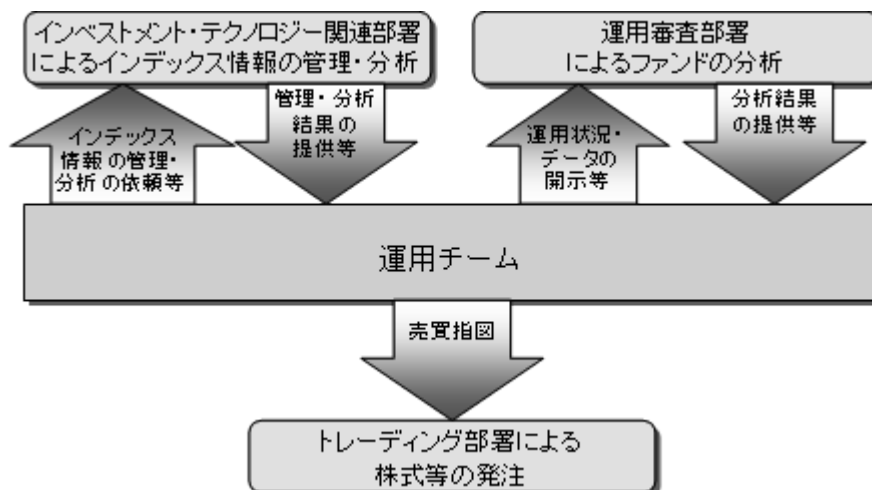 インベストメント・テクノロジー関連部署
によるインデックス情報の管理・分析
運用審査部署
によるファンドの分析
インデックス
情報の管理・
分析の依頼等
管理・分析
結果の
提供等
運用状況・
データの
開示等
分析結果
の提供等
運用チーム
売買指図
トレーディング部署による
株式等の発注